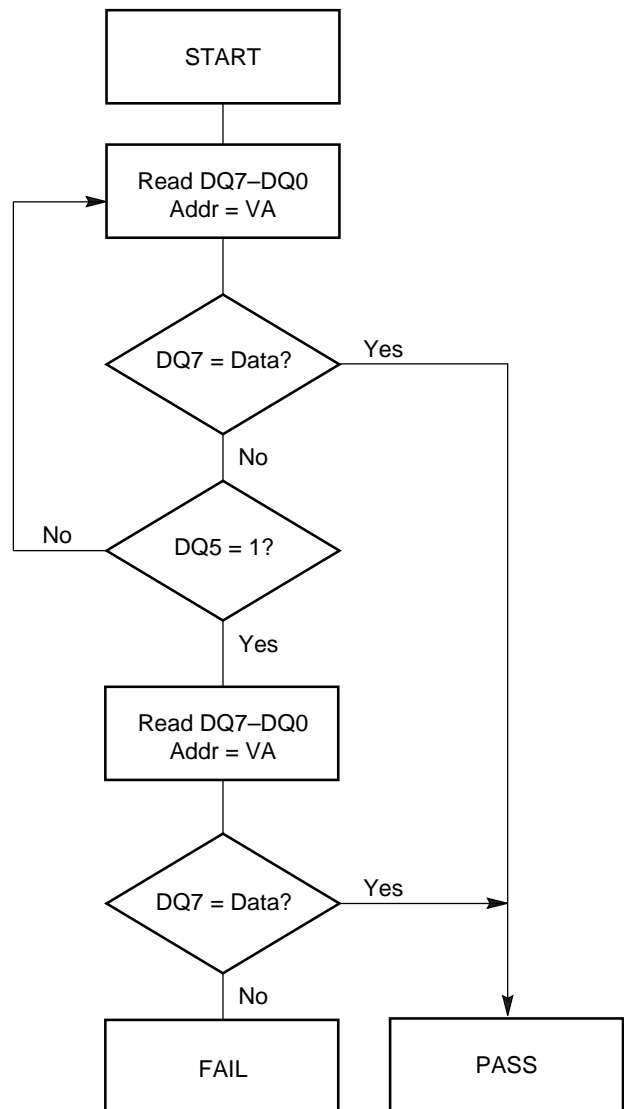 START
Read DQ7–DQ0
Addr = VA
DQ7 = Data?
Yes
No
No
DQ5 = 1?
Yes
Read DQ7–DQ0
Addr = VA
DQ7 = Data?
Yes
No
FAIL
PASS